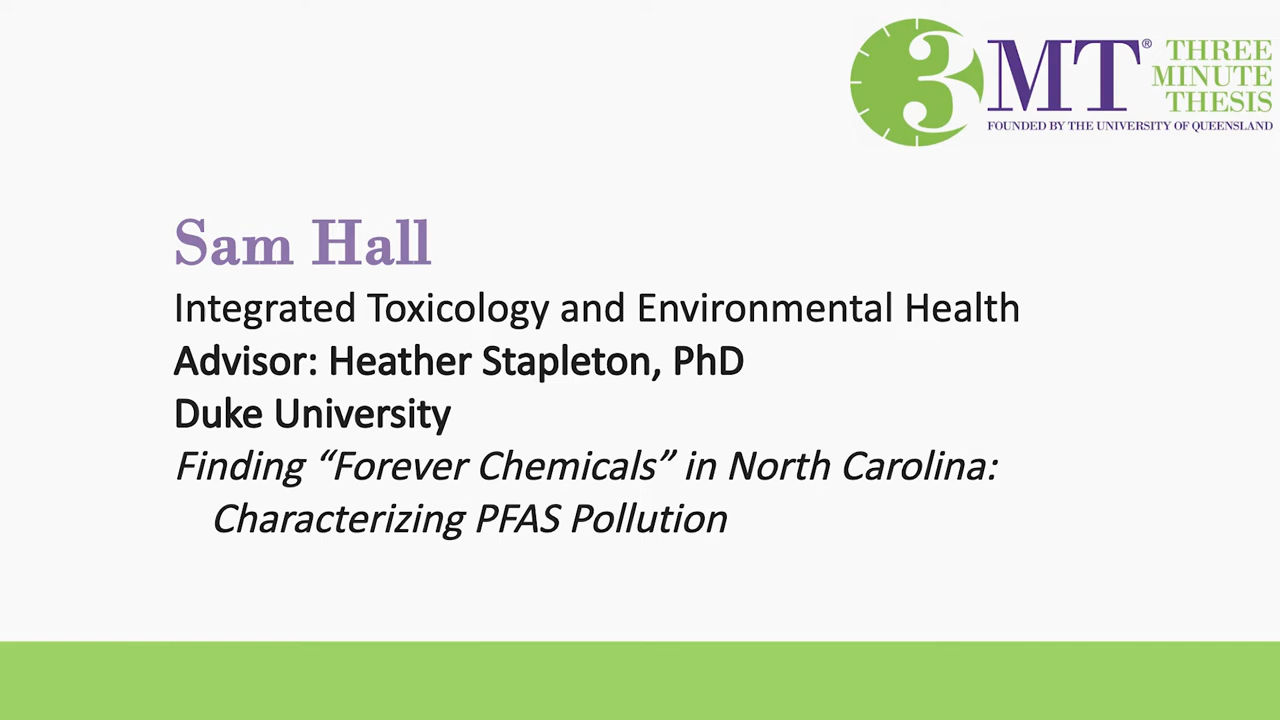 3MT® THREE
MINUTE
THESIS
FOUNDED BY THE UNIVERSITY OF QUEENSLAND
Sam Hall
Integrated Toxicology and Environmental Health
Advisor: Heather Stapleton, PhD
Duke University
Finding “Forever Chemicals” in North Carolina:
Characterizing PFAS Pollution